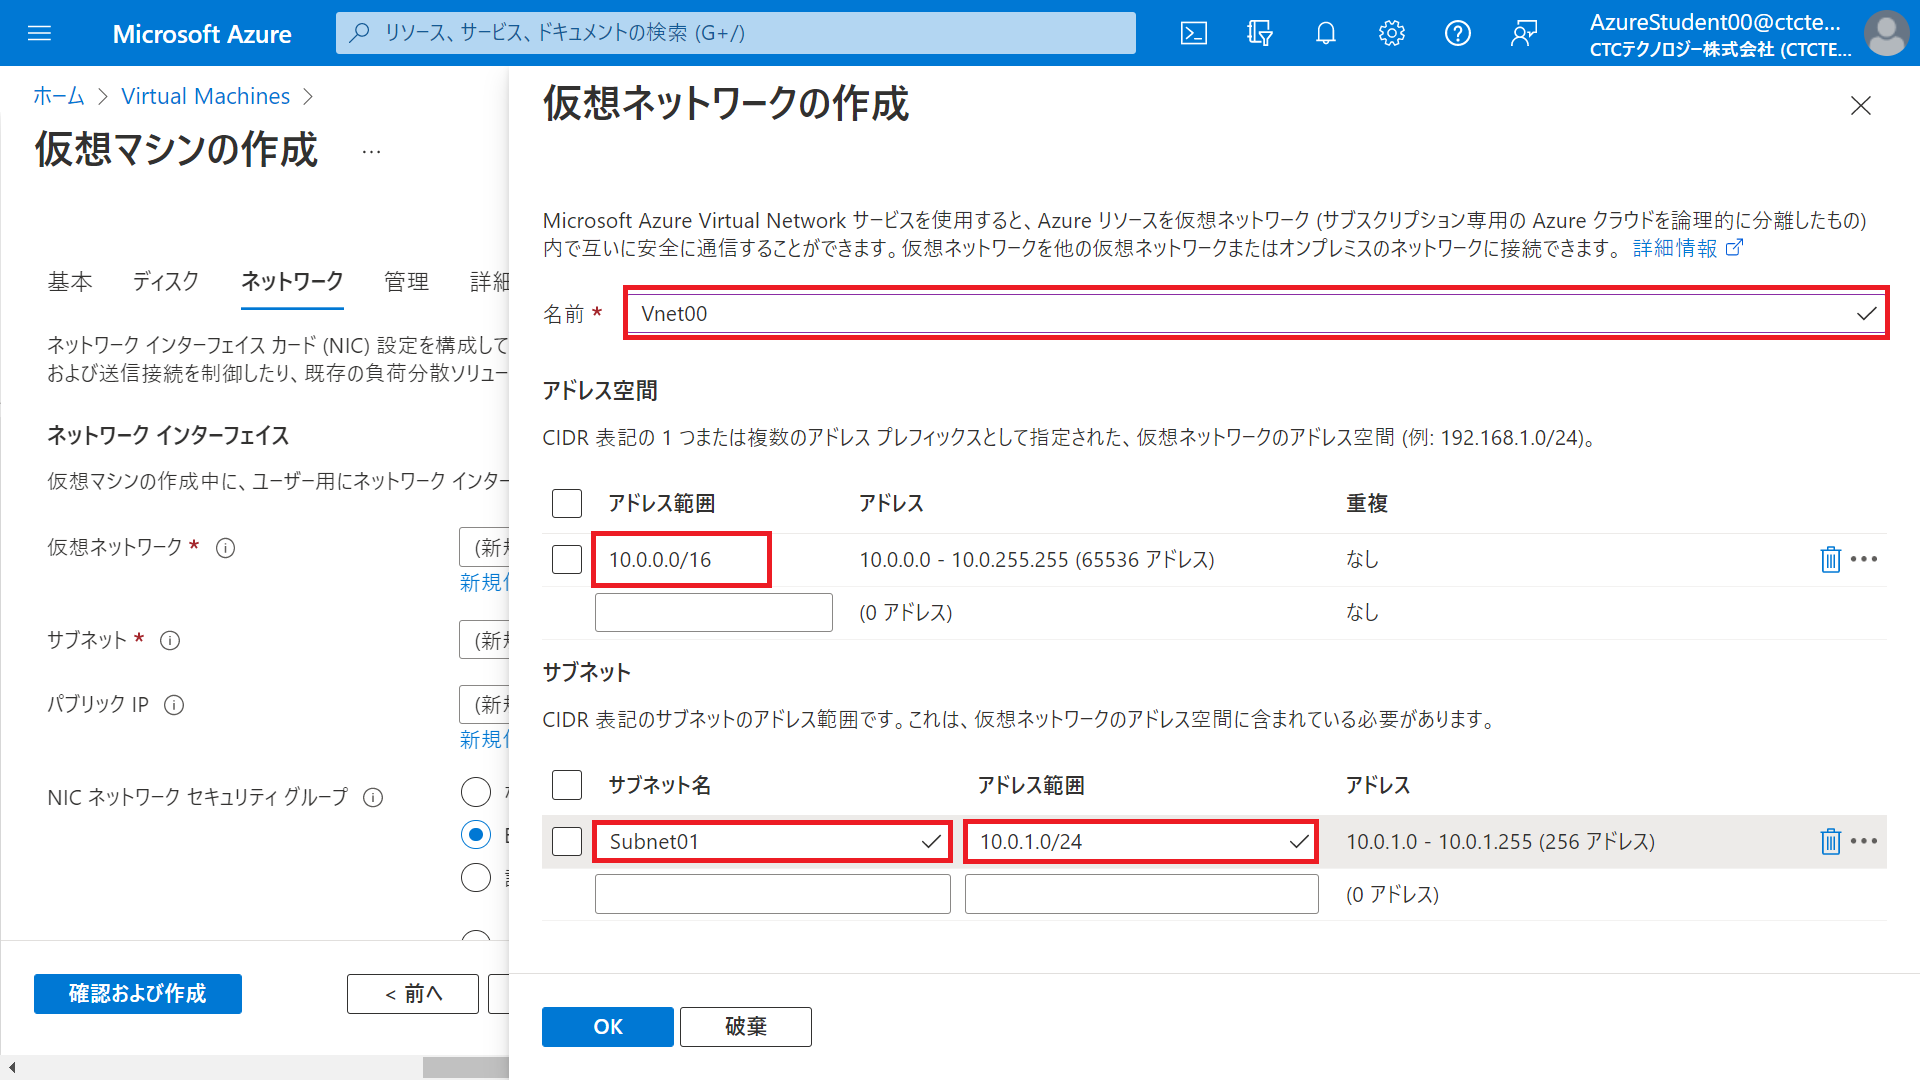 Microsoft Azure
リソース、サービス、ドキュメントの検索 (G+/)
AzureStudent00@ctcte...
CTCテクノロジー株式会社 (CTCTE...
ホーム > Virtual Machines >
仮想マシンの作成 ...
基本 ディスク ネットワーク 管理 詳細
ネットワーク インターフェイス カード (NIC) 設定を構成して
および送信接続を制御したり、既存の負荷分散ソリュー
ネットワーク インターフェイス
仮想マシンの作成中に、ユーザー用にネットワーク インター
仮想ネットワーク *
(新
新規
サブネット *
(新
パブリック IP
(新
新規
NIC ネットワーク セキュリティ グループ
確認および作成
< 前へ
仮想ネットワークの作成
Microsoft Azure Virtual Network サービスを使用すると、Azure リソースを仮想ネットワーク (サブスクリプション専用の Azure クラウドを論理的に分離したもの)
内で互いに安全に通信することができます。仮想ネットワークを他の仮想ネットワークまたはオンプレミスのネットワークに接続できます。 詳細情報
名前 * Vnet00
アドレス空間
CIDR 表記の 1 つまたは複数のアドレス プレフィックスとして指定された、仮想ネットワークのアドレス空間 (例: 192.168.1.0/24)。
アドレス範囲 アドレス 重複
10.0.0.0/16 10.0.0.0 - 10.0.255.255 (65536 アドレス) なし
(0 アドレス) なし
サブネット
CIDR 表記のサブネットのアドレス範囲です。これは、仮想ネットワークのアドレス空間に含まれている必要があります。
サブネット名 アドレス範囲 アドレス
Subnet01 10.0.1.0/24 10.0.1.0 - 10.0.1.255 (256 アドレス)
(0 アドレス)
OK 破棄